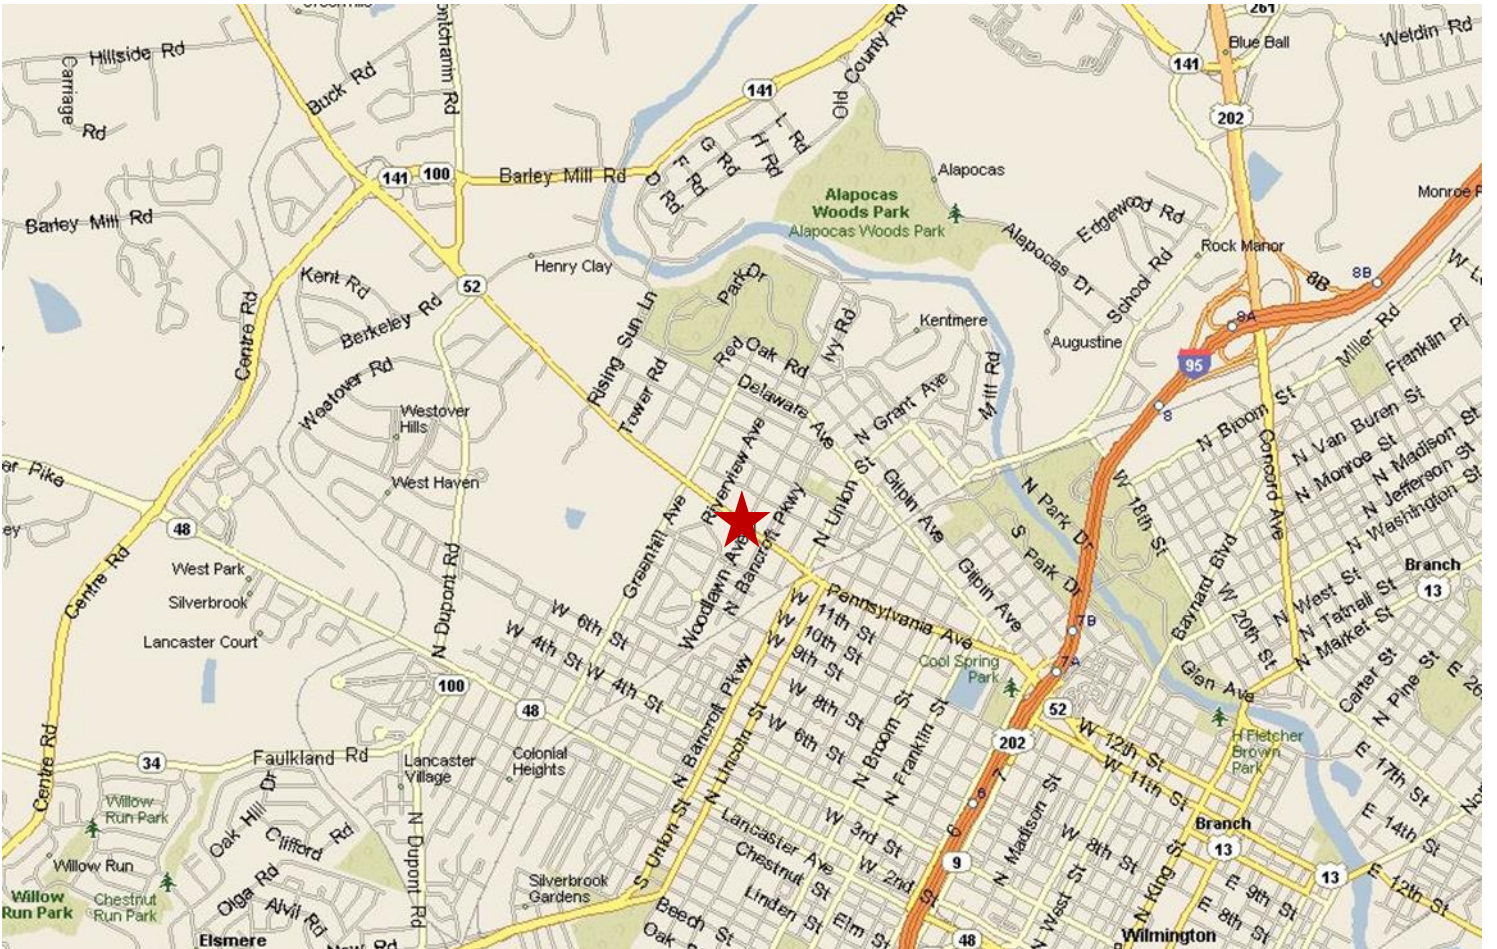 Hillside Rd
Carriage
Rd
Buck Rd
141
County Rd
Old
261
Weldin Rd
Blue Ball
141
202
L Rd
H Rd
G Rd
F Rd
D Rd
141
100
Barley Mill Rd
Alapocas
Alapocas
Woods Park
Alapocas Woods Park
Edgewood Rd
Barley Mill Rd
Alapocas Dr
School Rd
Rock Manor
8B
8B
Henry Clay
Kent Rd
52
Berkeley Rd
Centre Rd
Park Dr
Rising Sun Ln
Red Oak Rd
Ivy Rd
Kentmere
Augustine
9A
95
Miller Rd
Franklin Pl
Mill Rd
Tower Rd
Westover Rd
Westover
Hills
Delaware Ave
N Grant Ave
8
N Broom St
N Van Buren St
N Monroe St
N Madison St
N Jefferson St
N Washington St
Concord Ave
Riverview Ave
West Haven
48
Greenhill Ave
N Union St
Gilpin Ave
N Park Dr
S Park Dr
W 18th St
Woodlawn Ave
N Bancroft Pkwy
Centre Rd
West Park
Silverbrook
Lancaster Court
N Dupont Rd
W 6th St
W 4th St
W 4th St
Pennsylvania Ave
Gilpin Ave
W 11th St
W 10th St
W 9th St
W 8th St
W 6th St
Cool Spring
Park
7B
7A
Baynard Blvd
W 20th St
N West St
N Tatnall St
N Market St
Branch
13
Glen Ave
Carter St
N Pine St
100
48
52
202
N Bancroft Pkwy
N Lincoln St
N Broom St
N Franklin St
W 12th St
W 11th St
H Fletcher
Brown
Park
E 17th St
E 14th St
34
Faulkland Rd
Lancaster
Village
Colonial
Heights
Centre Rd
Willow
Run Park
Oak Hill Dr
Clifford Rd
N Dupont Rd
S Union St
Lancaster Ave
Chestnut St
Linden St
Elm St
W 3rd St
W 2nd St
6
7
6
9
N Madison St
W 8th St
Branch
13
13
E 12th St
E 9th St
E 8th St
Willow Run
Willow
Run Park
Chestnut
Run Park
Olga Rd
Alvil Rd
Elsmere
Silverbrook
Gardens
Beech St
48
N West St
N King St
Wilmington